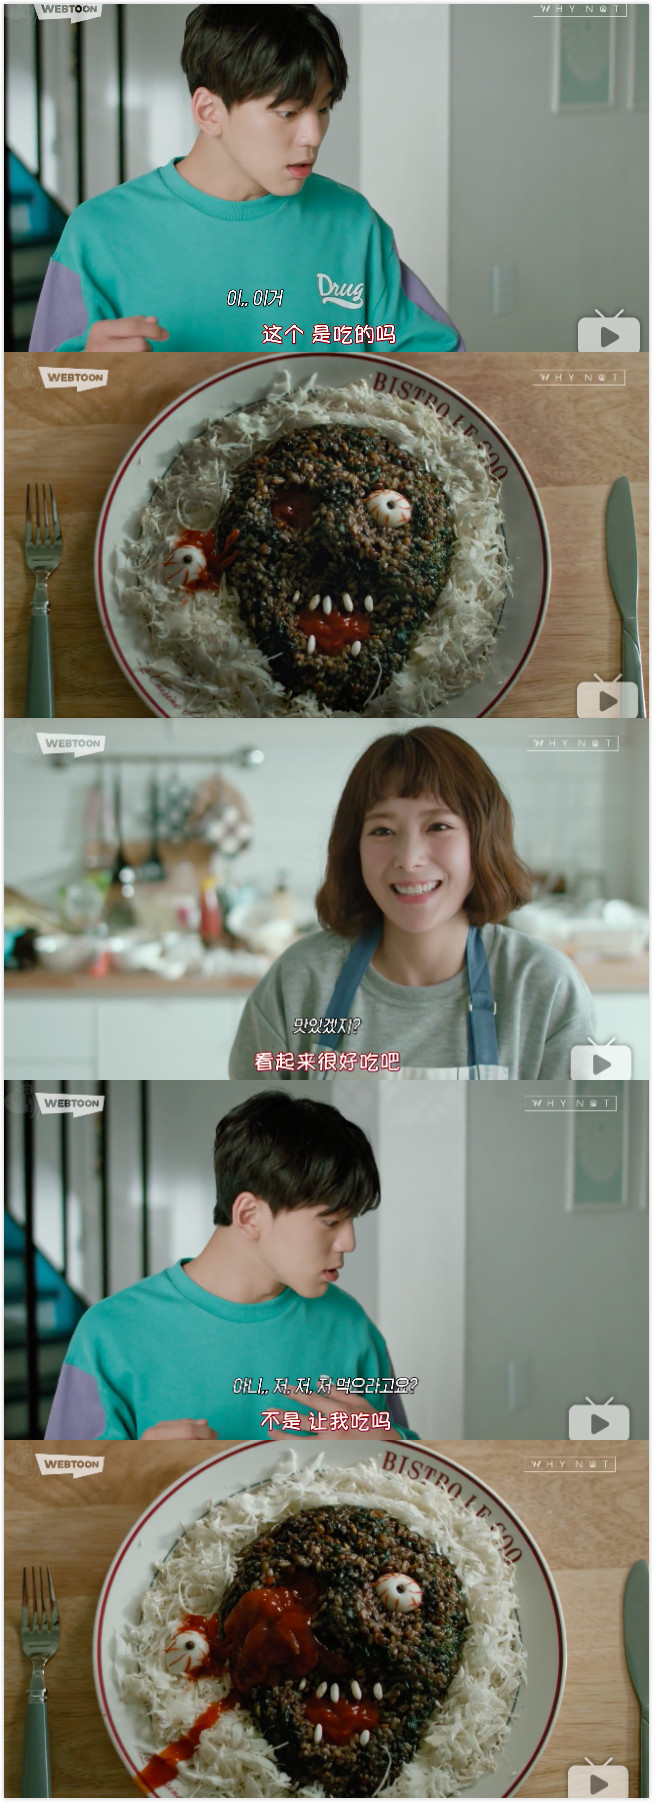 WEBTOON
WHY NOT
이,, 이거
Drug
这个 是吃的吗
WEBTOON
WHY NOT
BISTRO LE ZOO
WEBTOON
WHY NOT
맛있겠지?
看起来很好吃吧
WEBTOON
WHY NOT
아니,, 저, 저, 저 먹으라고요?
不是 让我吃吗
WEBTOON
WHY NOT
BISTRO LE ZOO